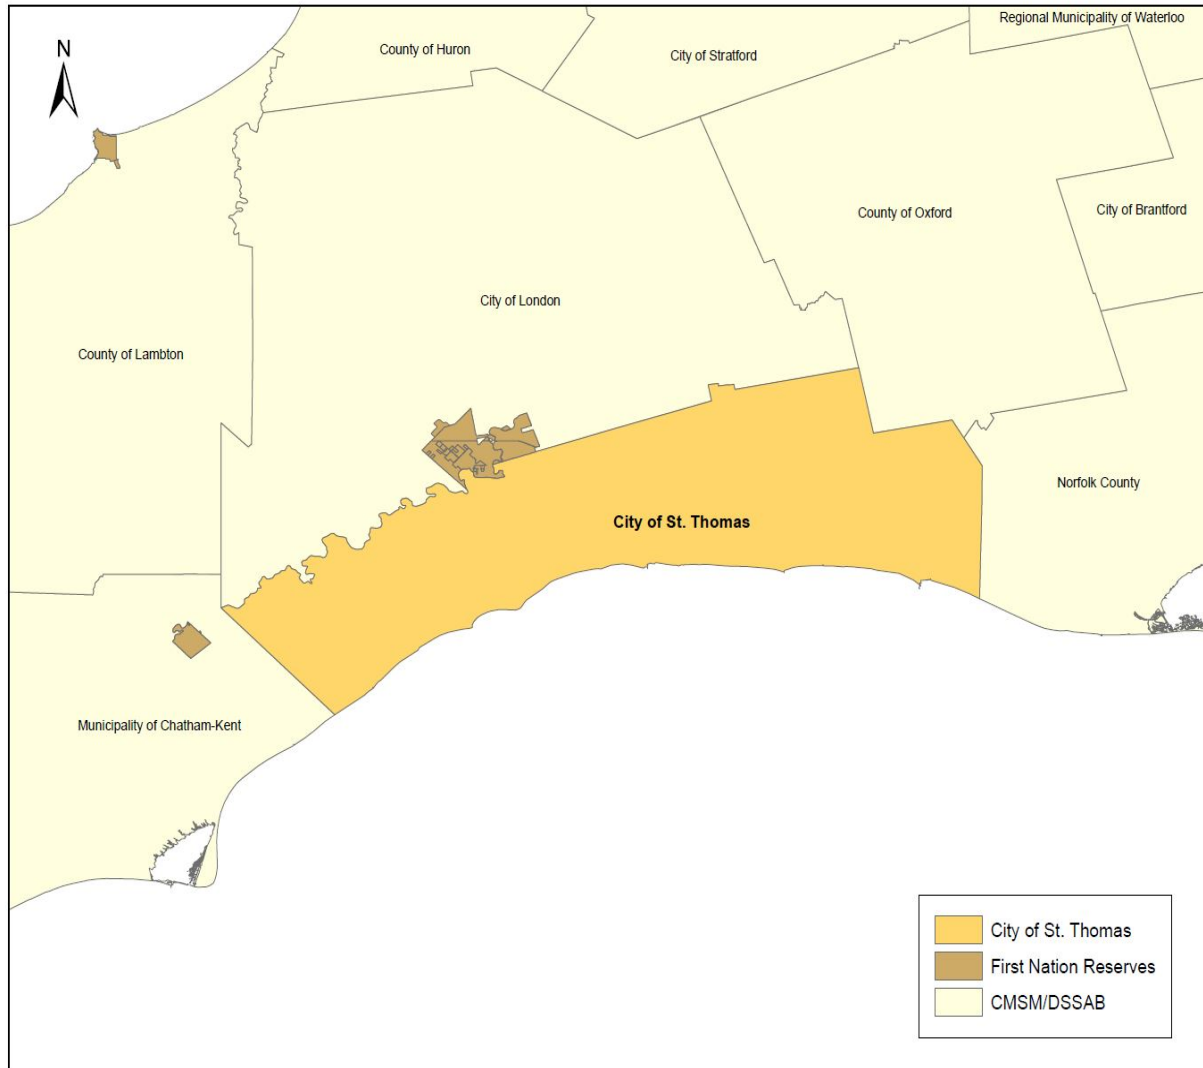 Regional Municipality of Waterloo
N
County of Huron
City of Stratford
County of Oxford
City of Brantford
City of London
County of Lambton
Norfolk County
City of St. Thomas
Municipality of Chatham-Kent
City of St. Thomas
First Nation Reserves
CMSM/DSSAB